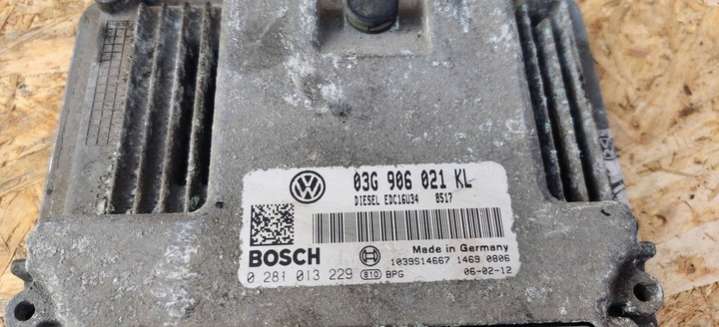 03G 906 021 KL
DIESEL EDC16U34 8517
BOSCH
Made in Germany
1039S14667 1469 0806
0 281 013 229 810 BPG
06-02-12